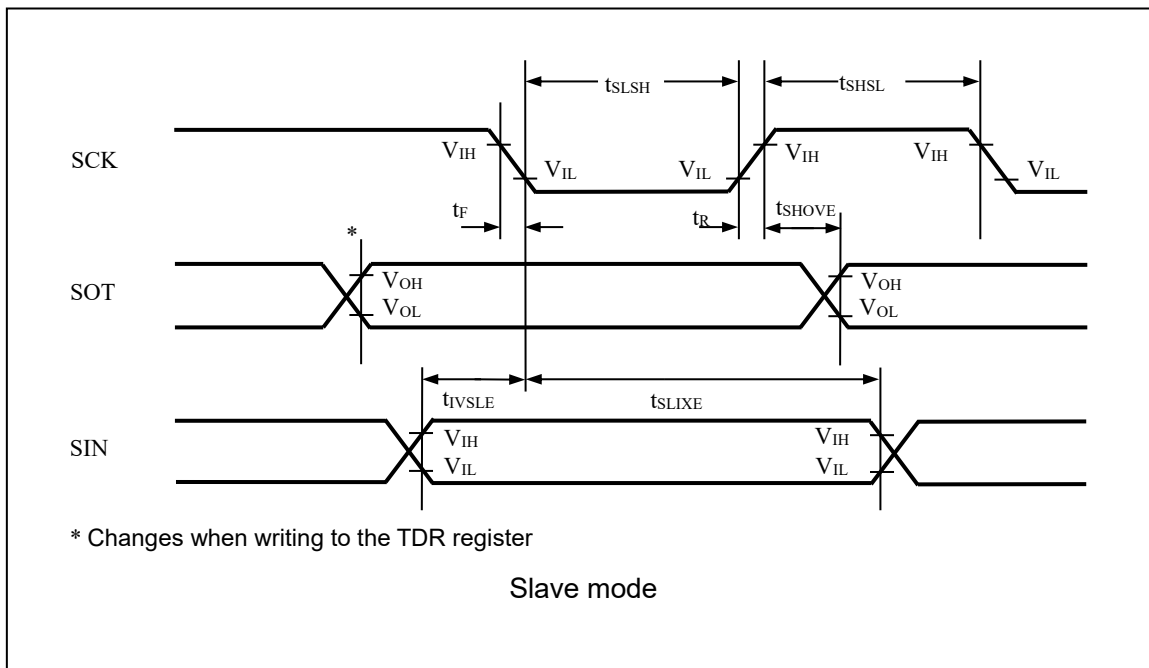 tSLSH tSHSL
SCK VIH VIL VIL VIH VIH VIL
tF tR tSHOVE
*
SOT VOH VOH
VOL VOL
tIVSLE tSLIXE
SIN VIH VIH
VIL VIL
* Changes when writing to the TDR register
Slave mode